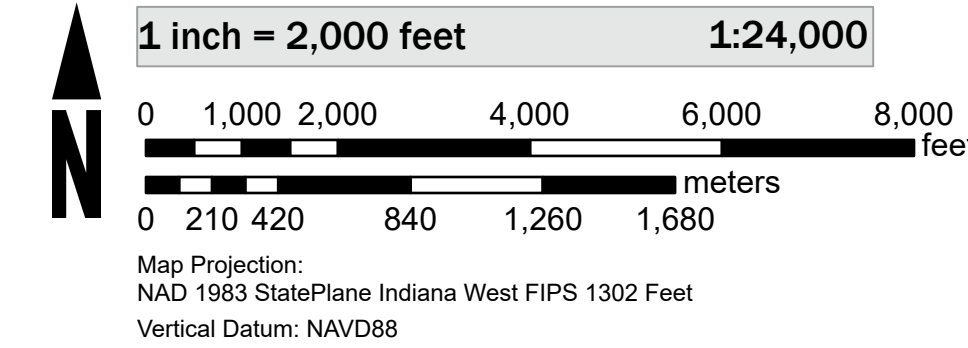 1 inch = 2,000 feet 1:24,000
0 1,000 2,000 4,000 6,000 8,000
feet
meters
0 210 420 840 1,260 1,680
N
Map Projection:
NAD 1983 StatePlane Indiana West FIPS 1302 Feet
Vertical Datum: NAVD88